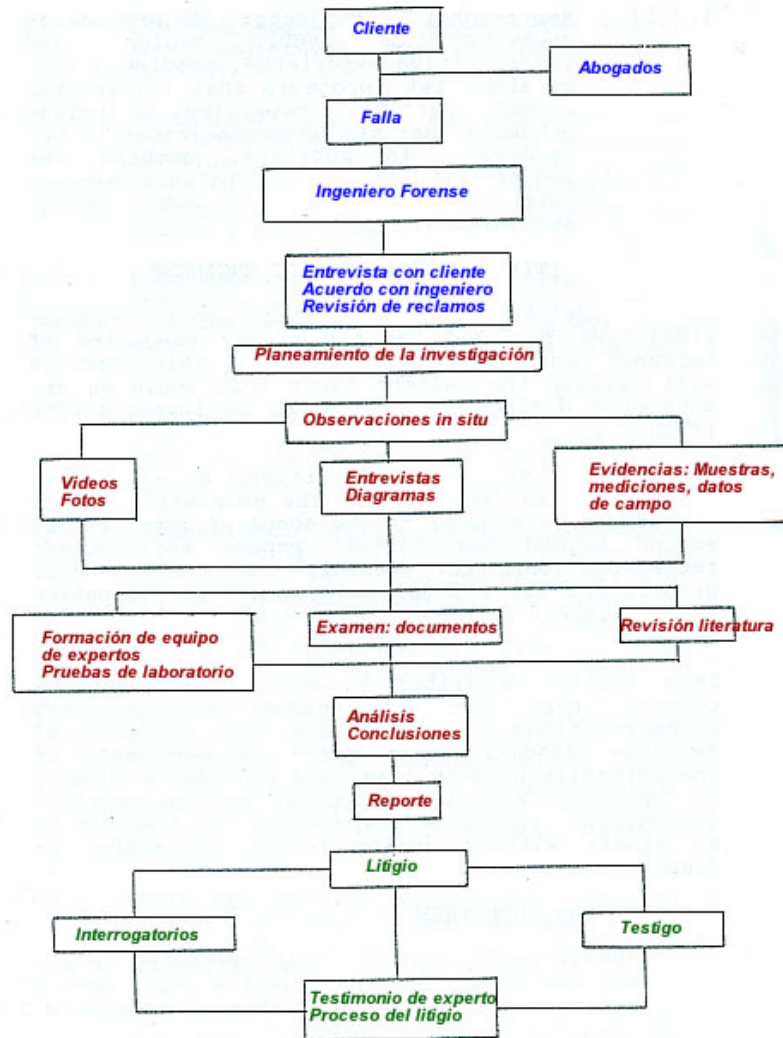 Cliente
Abogados
Falla
Ingeniero Forense
Entrevista con cliente
Acuerdo con ingeniero
Revisión de reclamos
Planeamiento de la investigación
Observaciones in situ
Videos
Fotos
Entrevistas
Diagramas
Evidencias: Muestras,
mediciones, datos
de campo
Formación de equipo
de expertos
Pruebas de laboratorio
Examen: documentos
Revisión literatura
Análisis
Conclusiones
Reporte
Litigio
Interrogatorios
Testigo
Testimonio de experto
Proceso del litigio